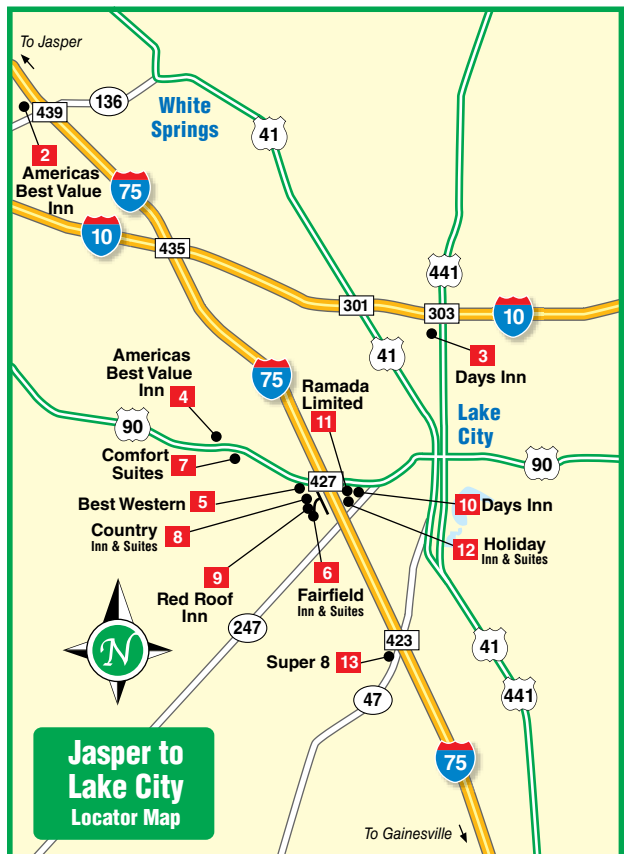 To Jasper
136
439
White
Springs
41
2
Americas
Best Value
Inn
75
10
435
441
301
303
10
41
3
Days Inn
Americas
Best Value
Inn
4
75
Ramada
Limited
11
Lake
City
90
Comfort
Suites
7
90
427
Best Western
5
10
Days Inn
Country
Inn & Suites
8
12
Holiday
Inn & Suites
9
Red Roof
Inn
6
Fairfield
Inn & Suites
247
423
41
Super 8
13
47
441
N
Jasper to
Lake City
Locator Map
75
To Gainesville